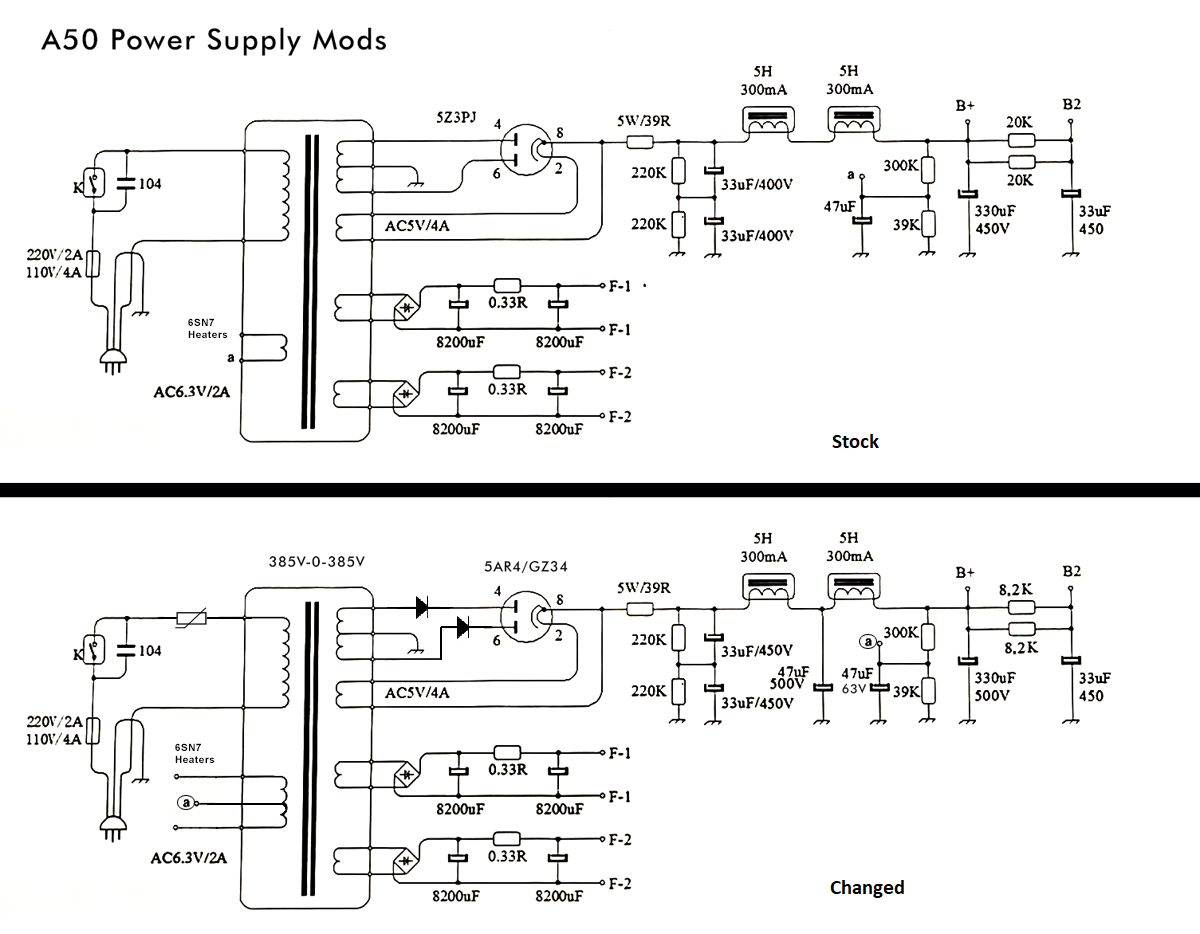 A50 Power Supply Mods
5H
300mA
5H
300mA
5Z3PJ
4
8
6
2
5W/39R
B+
B2
20K
20K
K
104
220K
220K
33uF/400V
33uF/400V
300K
a
47uF
39K
330uF
450V
33uF
450
AC5V/4A
220V/2A
110V/4A
6SN7
Heaters
a
AC6.3V/2A
F-1
0.33R
F-1
8200uF
8200uF
F-2
0.33R
F-2
8200uF
8200uF
Stock
385V-0-385V
5AR4/GZ34
4
8
6
2
5W/39R
5H
300mA
5H
300mA
B+
B2
8,2K
8,2K
K
104
220K
220K
33uF/450V
33uF/450V
47uF
500V
a
300K
47uF
63V
39K
330uF
500V
33uF
450
AC5V/4A
220V/2A
110V/4A
6SN7
Heaters
a
AC6.3V/2A
F-1
0.33R
F-1
8200uF
8200uF
F-2
0.33R
F-2
8200uF
8200uF
Changed